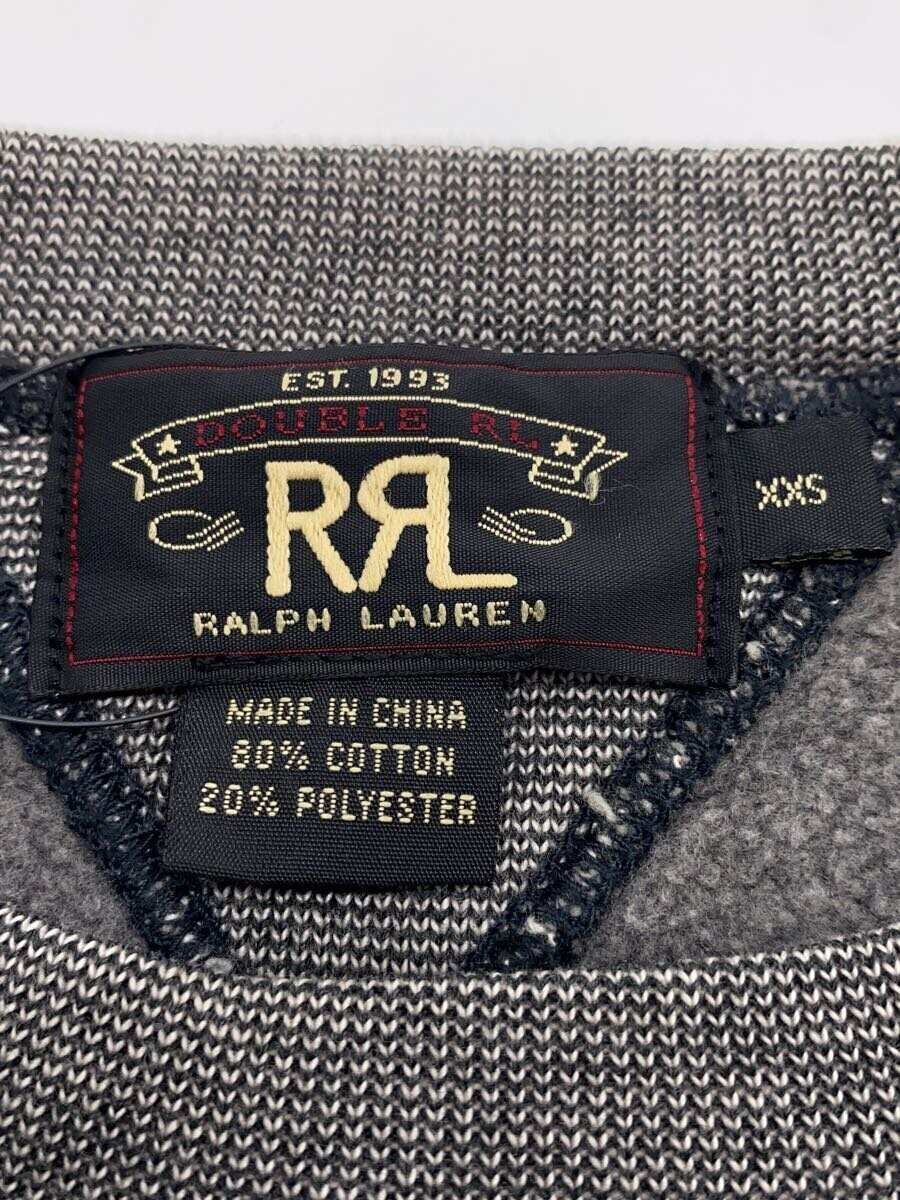 EST. 1993
DOUBLE RL
RRL
RALPH LAUREN
XXS
MADE IN CHINA
80% COTTON
20% POLYESTER